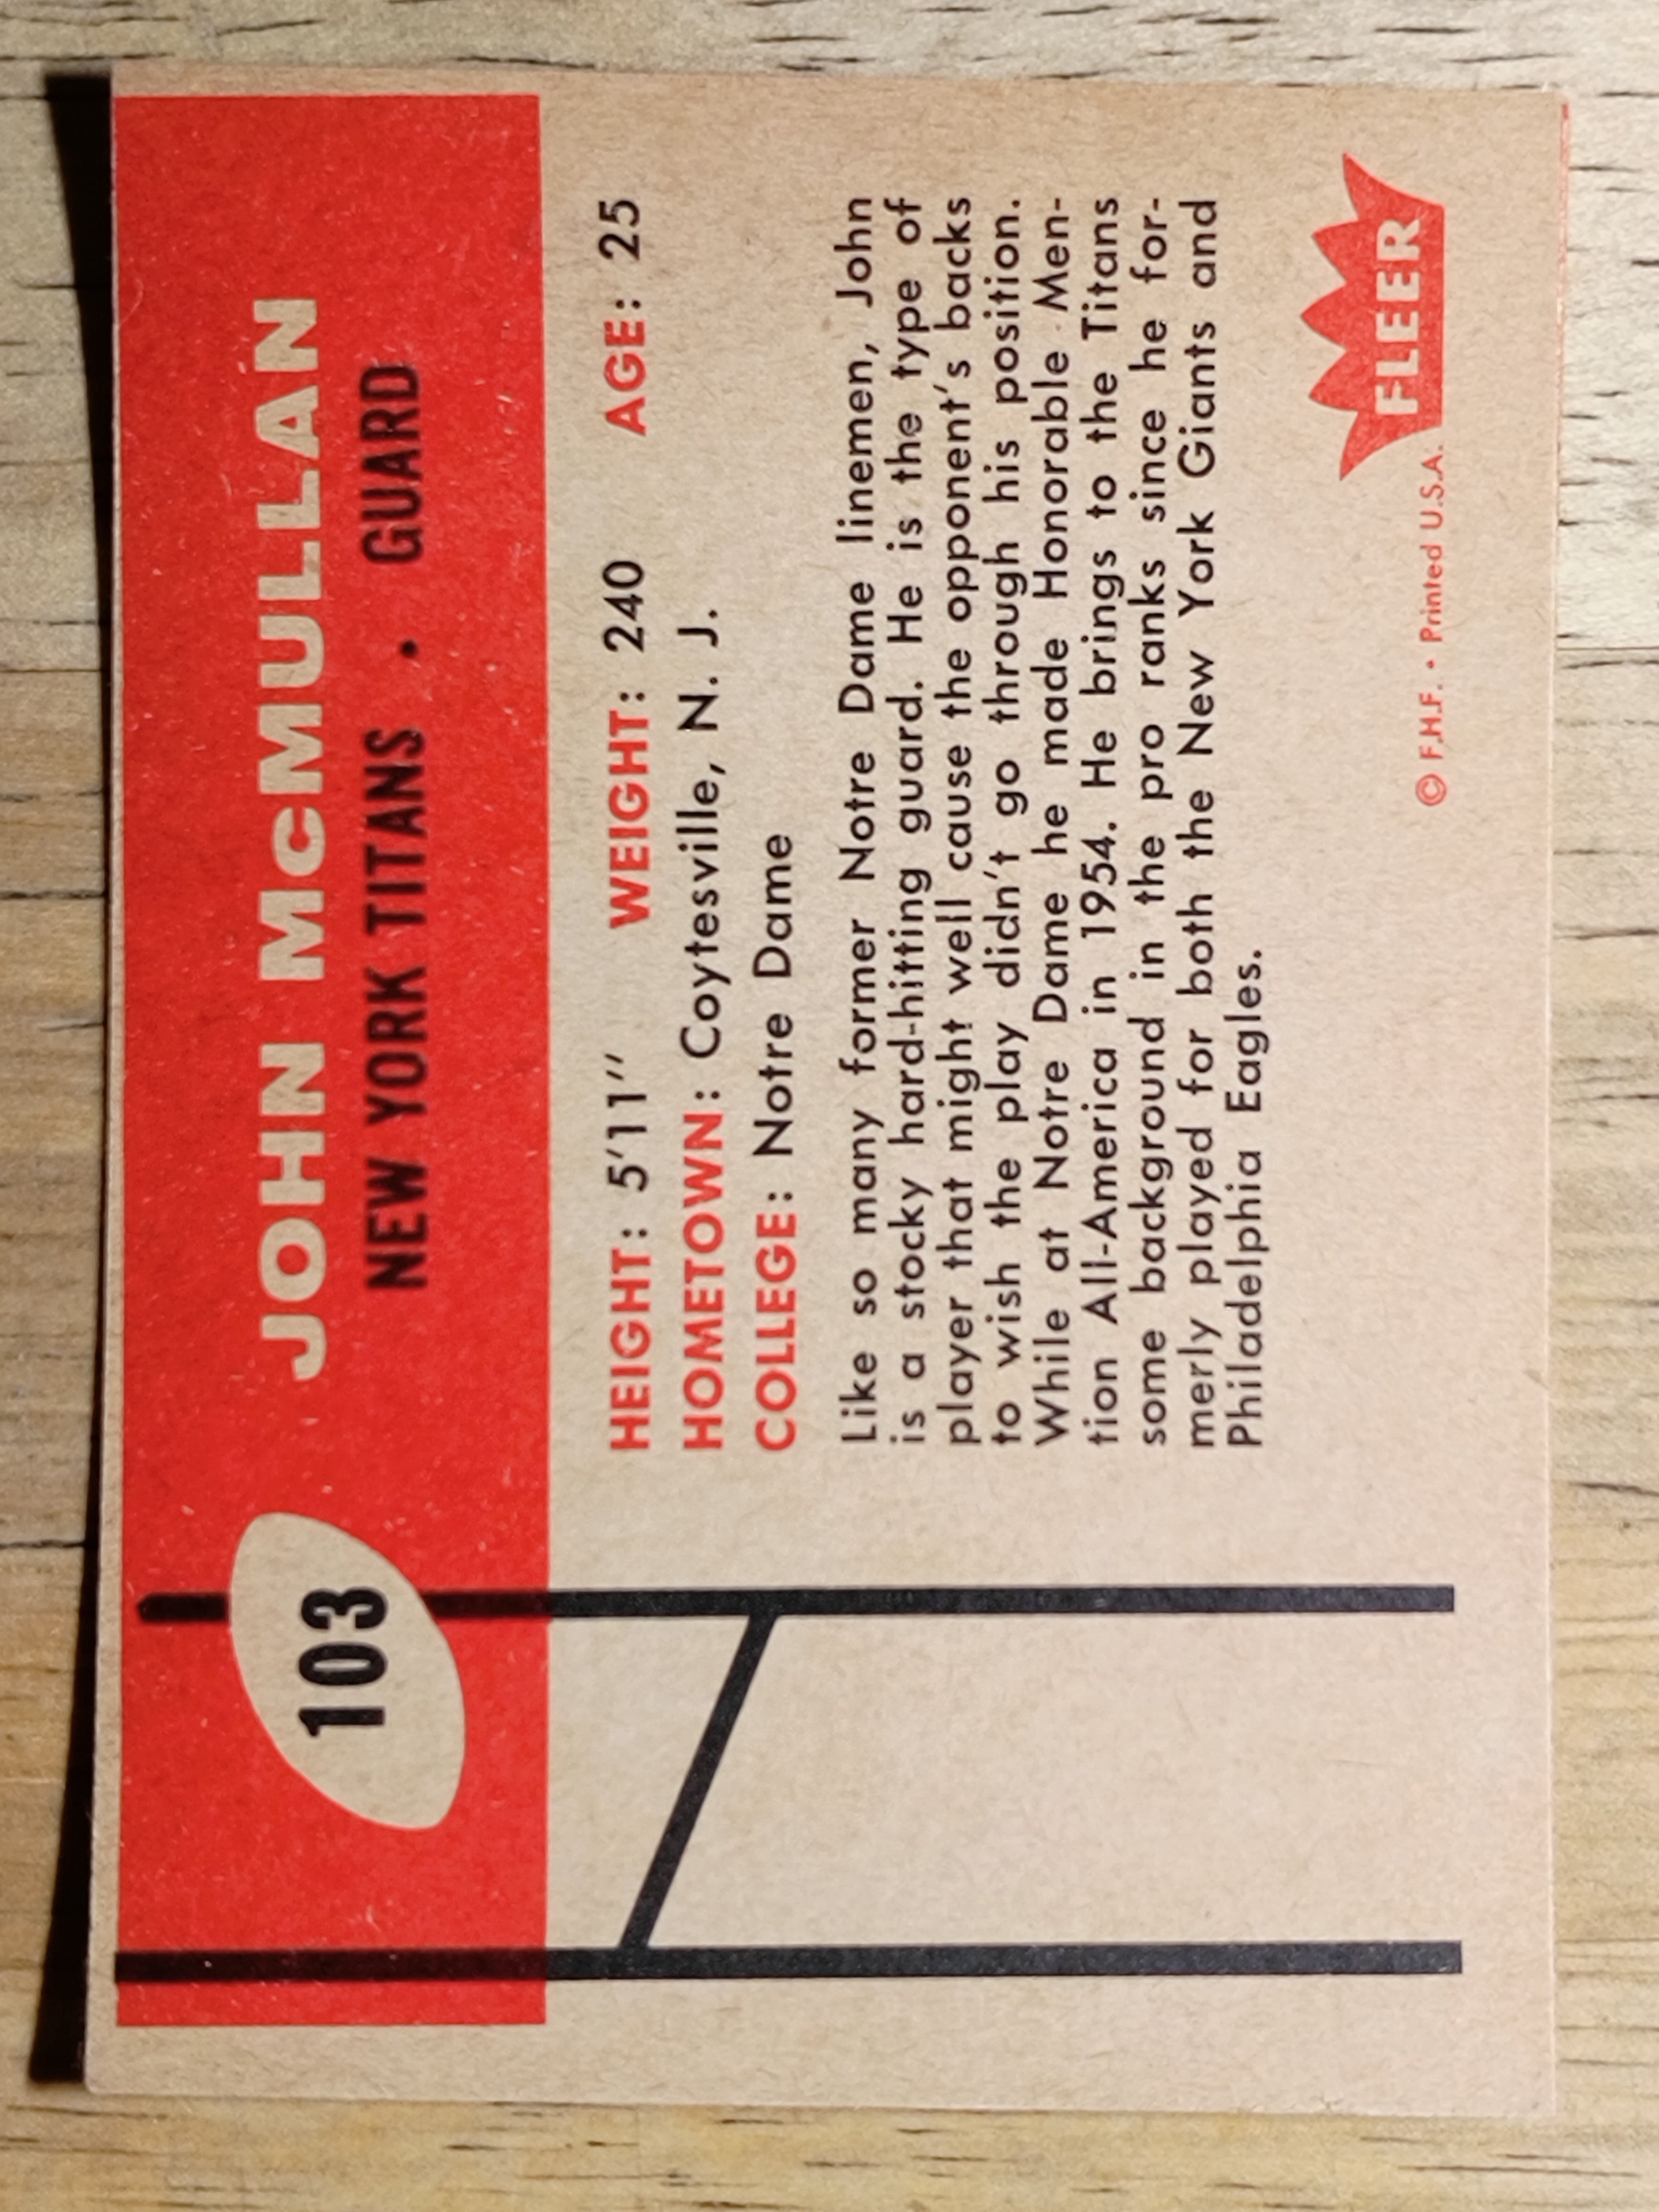 103
JOHN McMULLAN
NEW YORK TITANS • GUARD
HEIGHT: 5'11" WEIGHT: 240 AGE: 25
HOMETOWN: Coytesville, N. J.
COLLEGE: Notre Dame
Like so many former Notre Dame linemen, John
is a stocky hard-hitting guard. He is the type of
player that might well cause the opponent's backs
to wish the play didn't go through his position.
While at Notre Dame he made Honorable Men-
tion All-America in 1954. He brings to the Titans
some background in the pro ranks since he for-
merly played for both the New York Giants and
Philadelphia Eagles.
© F.H.F. • Printed U.S.A.
FLEER